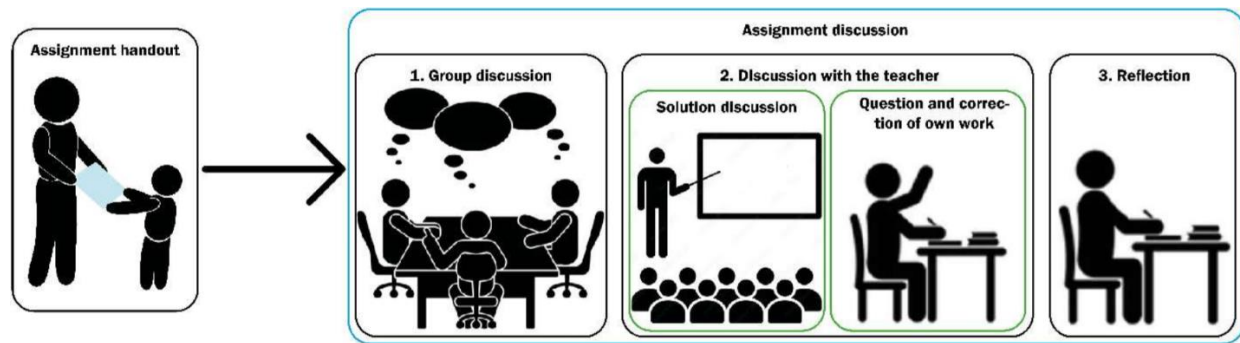 Assignment handout
Assignment discussion
1. Group discussion
2. Discussion with the teacher
Solution discussion
Question and correc-
tion of own work
3. Reflection